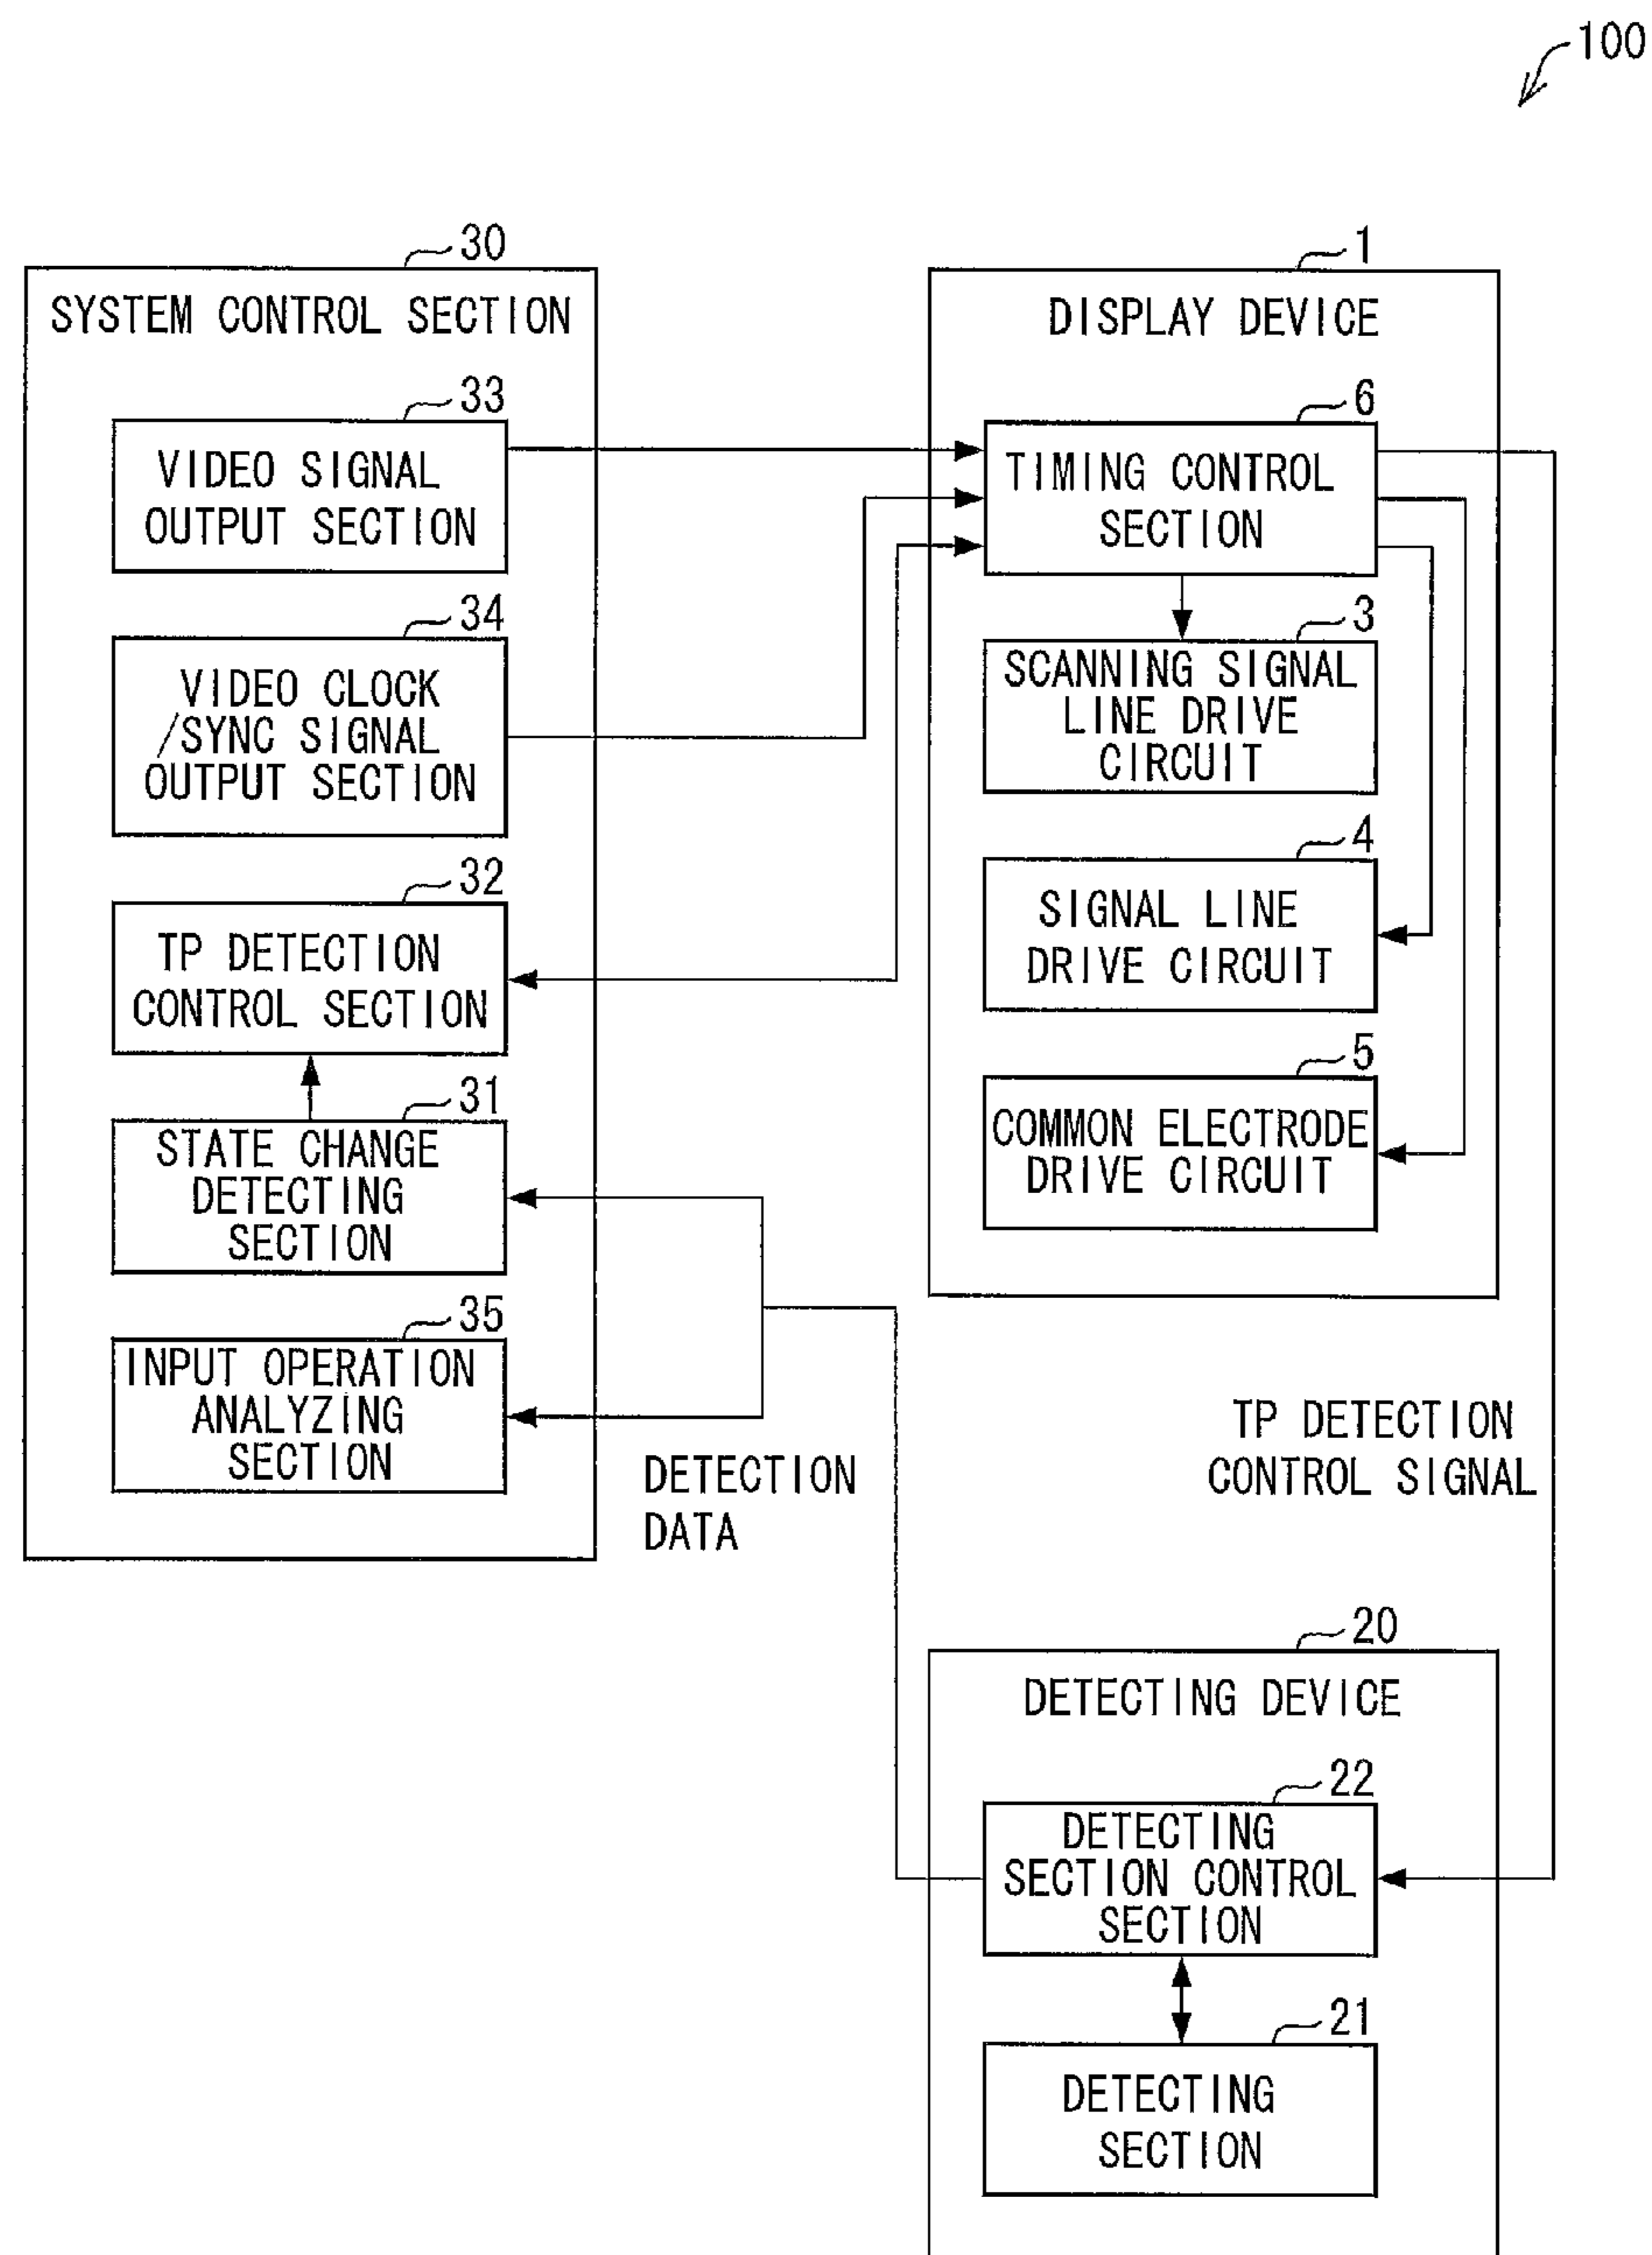 100
30
SYSTEM CONTROL SECTION
33
VIDEO SIGNAL
OUTPUT SECTION
34
VIDEO CLOCK
/SYNC SIGNAL
OUTPUT SECTION
32
TP DETECTION
CONTROL SECTION
31
STATE CHANGE
DETECTING
SECTION
35
INPUT OPERATION
ANALYZING
SECTION
DETECTION
DATA
1
DISPLAY DEVICE
6
TIMING CONTROL
SECTION
3
SCANNING SIGNAL
LINE DRIVE
CIRCUIT
4
SIGNAL LINE
DRIVE CIRCUIT
5
COMMON ELECTRODE
DRIVE CIRCUIT
TP DETECTION
CONTROL SIGNAL
20
DETECTING DEVICE
22
DETECTING
SECTION CONTROL
SECTION
21
DETECTING
SECTION